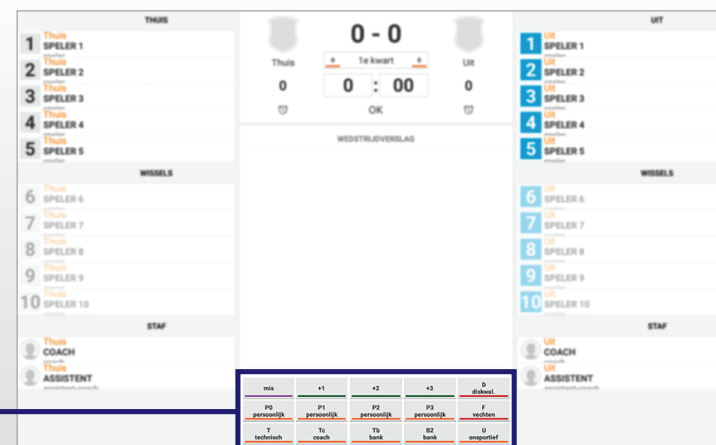 THUIS
1 Thuis
SPELER 1
2 Thuis
SPELER 2
3 Thuis
SPELER 3
4 Thuis
SPELER 4
5 Thuis
SPELER 5
WISSELS
6 Thuis
SPELER 6
7 Thuis
SPELER 7
8 Thuis
SPELER 8
9 Thuis
SPELER 9
10 Thuis
SPELER 10
STAF
Thuis
COACH
Thuis
ASSISTENT
0 - 0
Thuis
Uit
0 1e kwart 0
0
0 : 00
0
OK
WEDSTRIJDVERSLAG
mis +1 +2 +3 D
diskwal.
P0 P1 P2 P3 F
persoonlijk persoonlijk persoonlijk persoonlijk vechten
T Tc Tb B2 U
technisch coach bank bank onsportief
UIT
1 Uit
SPELER 1
2 Uit
SPELER 2
3 Uit
SPELER 3
4 Uit
SPELER 4
5 Uit
SPELER 5
WISSELS
6 Uit
SPELER 6
7 Uit
SPELER 7
8 Uit
SPELER 8
9 Uit
SPELER 9
10 Uit
SPELER 10
STAF
Uit
COACH
Uit
ASSISTENT